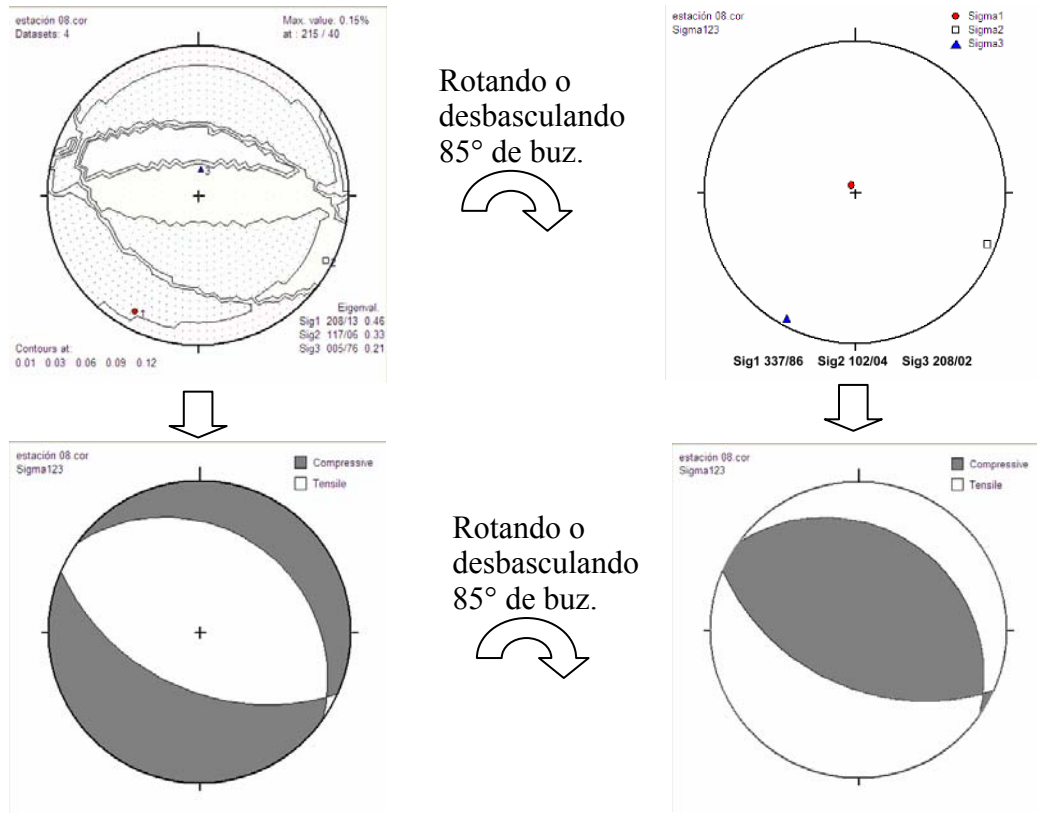 estación 08.cor
Datasets: 4
Max. value. 0.15%
at : 215 / 40
3
2
1
Eigenval.
Sig1 208/13 0.46
Sig2 117/06 0.33
Sig3 005/76 0.21
Contours at:
0.01 0.03 0.06 0.09 0.12
Rotando o
desbasculando
85° de buz.
estación 08.cor
Sigma123
Sigma1
Sigma2
Sigma3
Sig1 337/86 Sig2 102/04 Sig3 208/02
estación 08.cor
Sigma123
Compressive
Tensile
Rotando o
desbasculando
85° de buz.
estación 08.cor
Sigma123
Compressive
Tensile